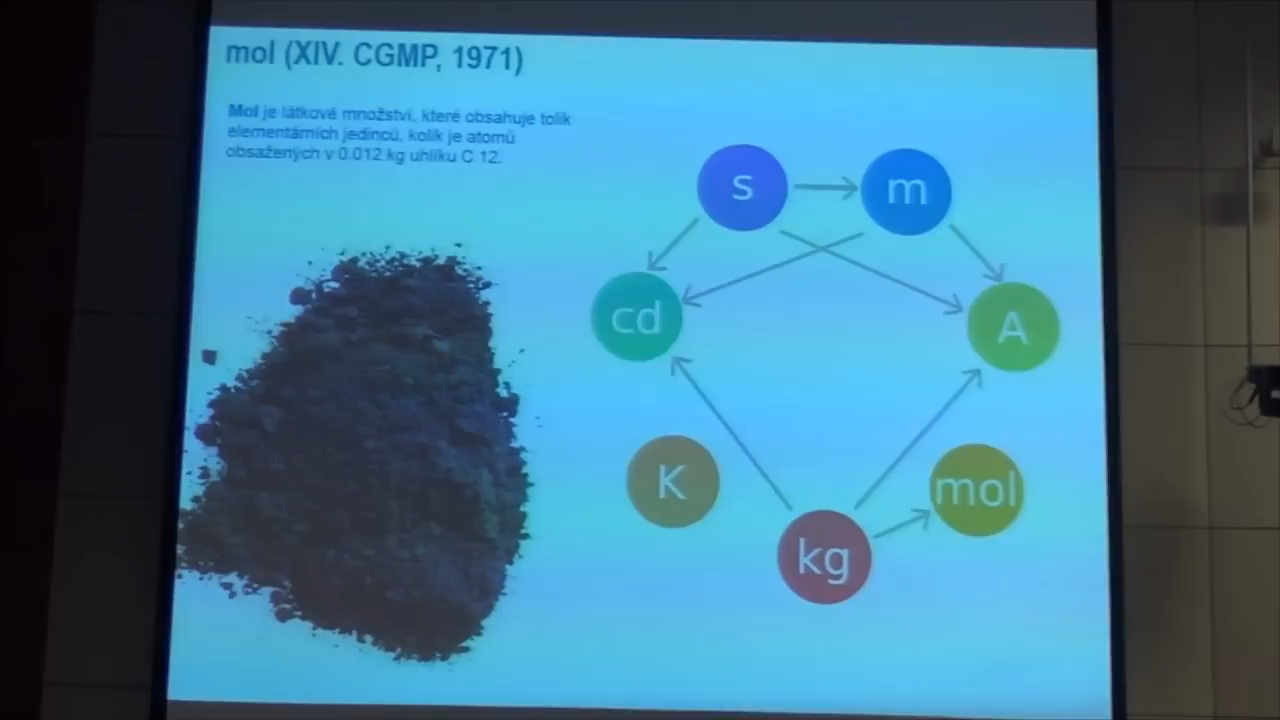 mol (XIV. CGMP, 1971)
Mol je látkové množství, které obsahuje tolik
elementárních jedinců, kolik je atomů
obsažených v 0.012 kg uhlíku C 12.
s
m
cd
A
K
mol
kg